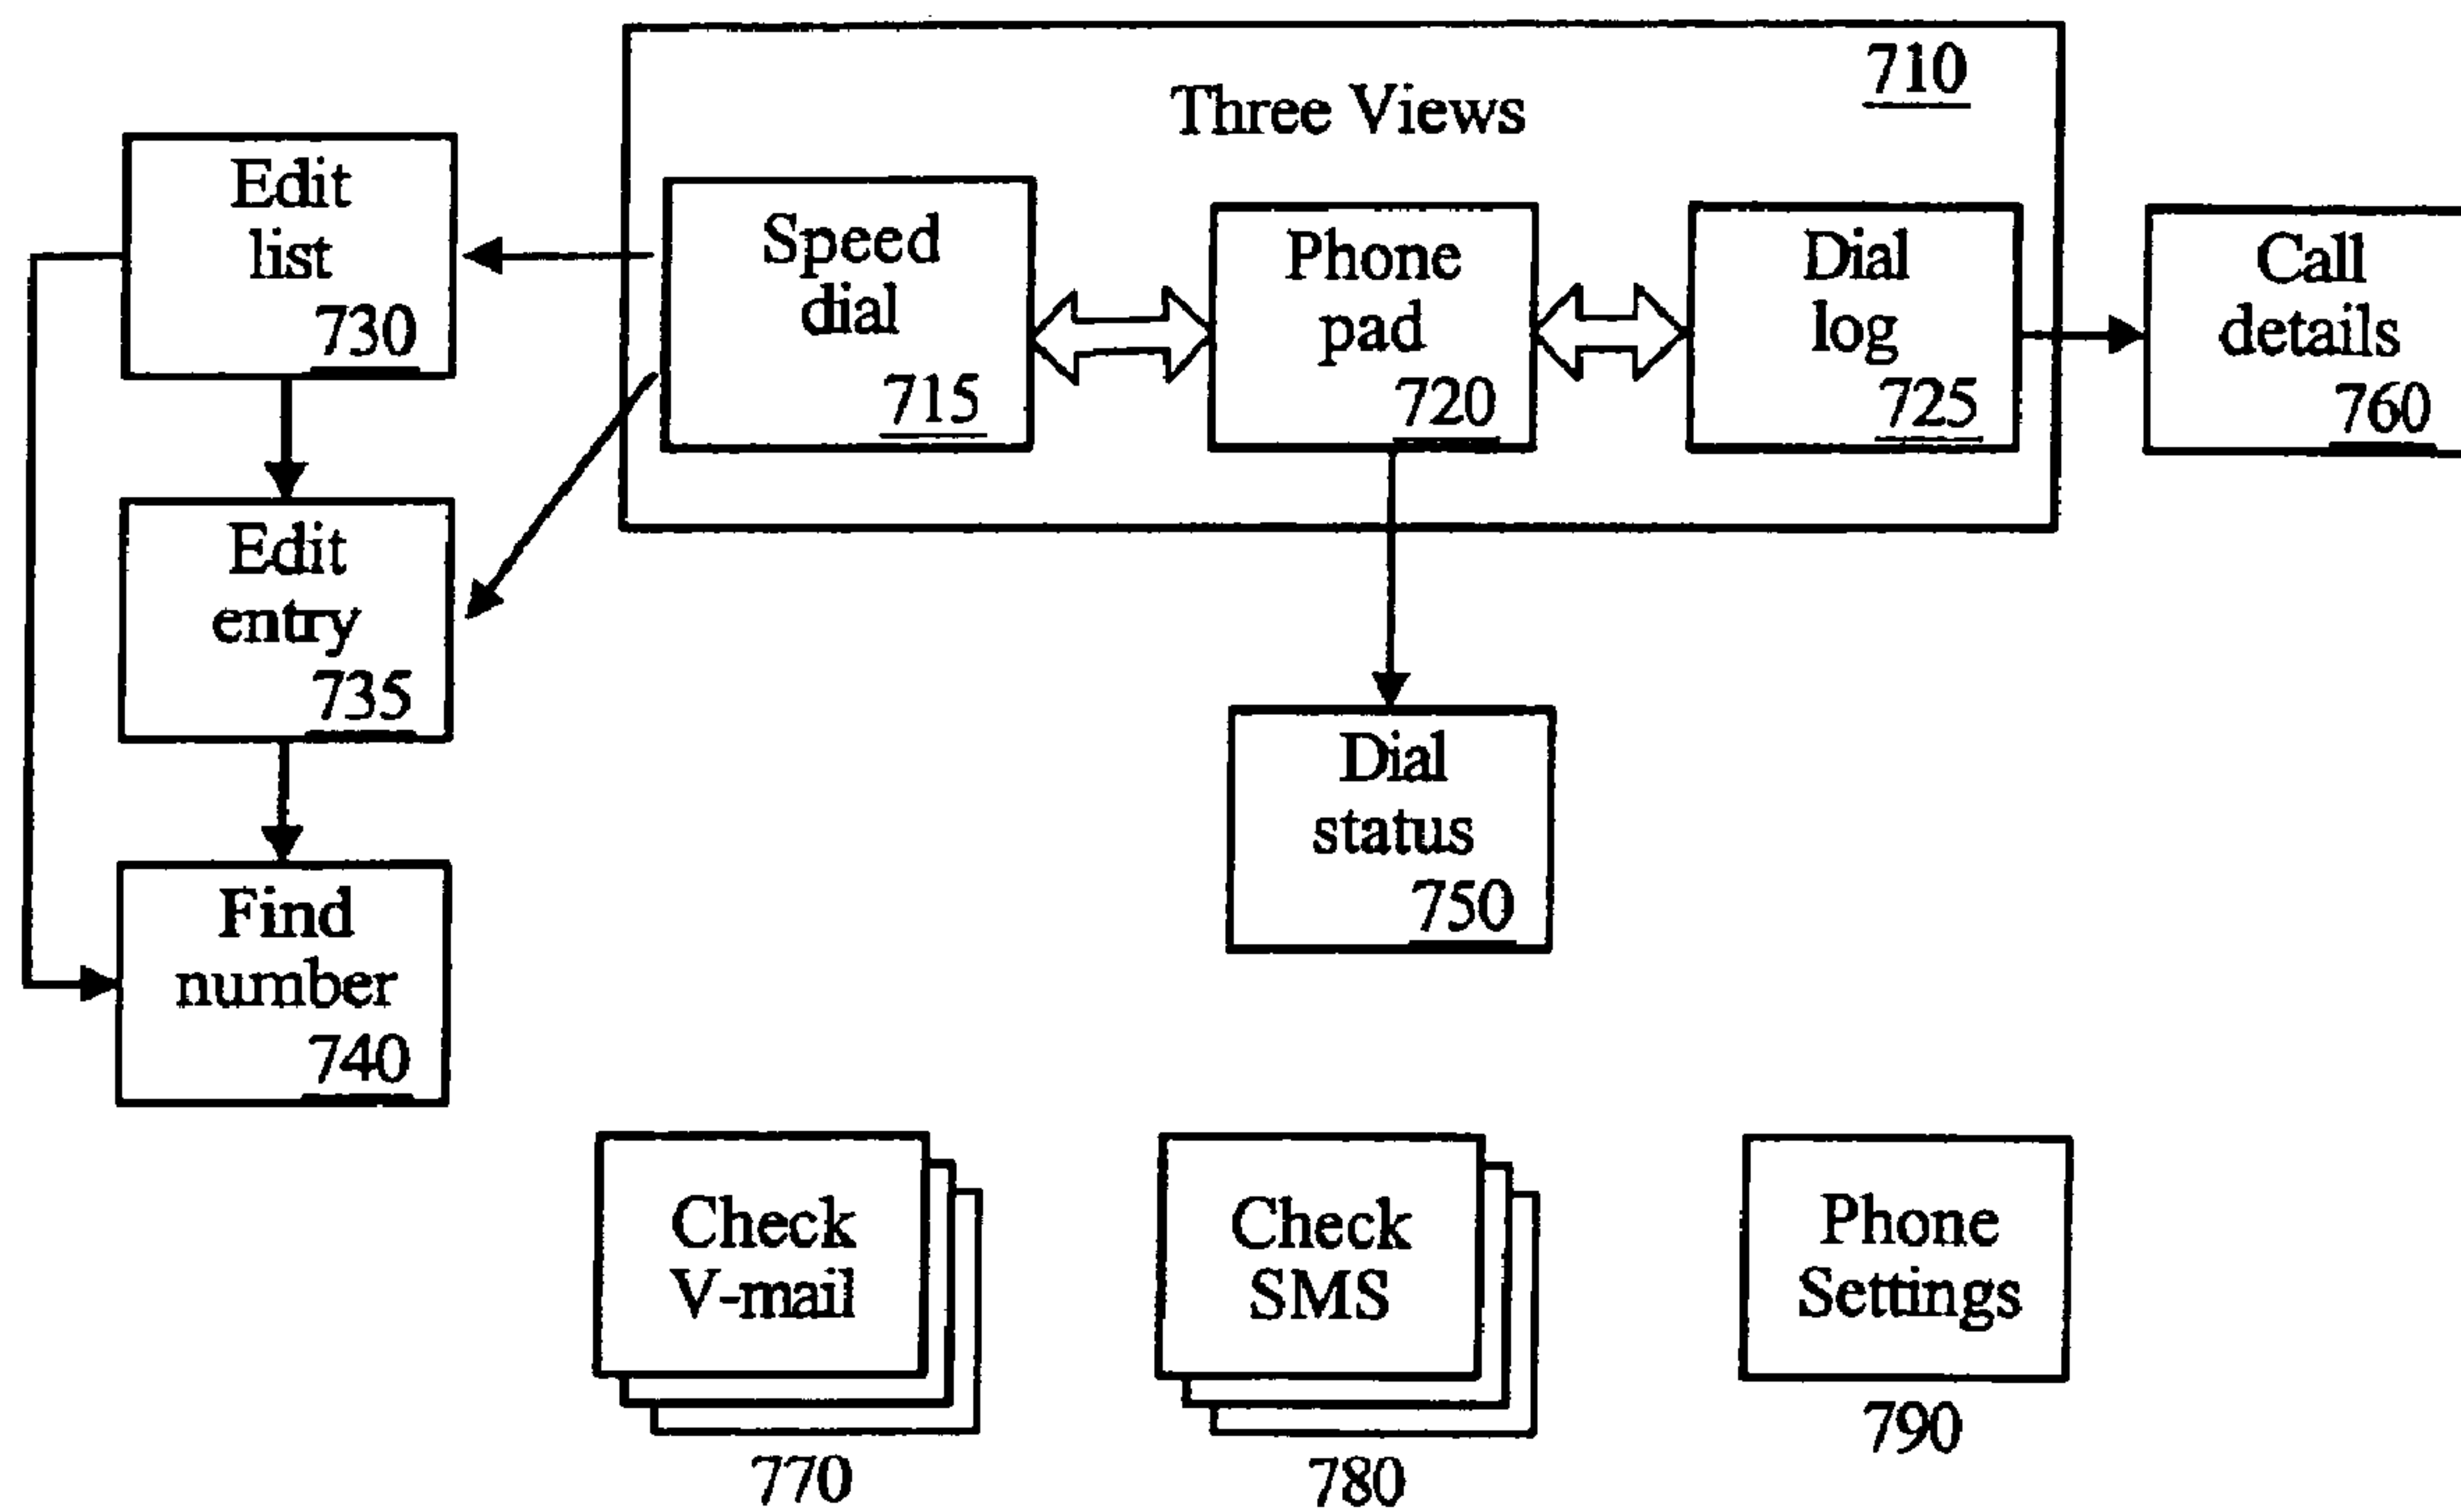 710
Three Views
Edit
list
730
Speed
dial
715
Phone
pad
720
Dial
log
725
Call
details
760
Edit
entry
735
Dial
status
750
Find
number
740
Check
V-mail
770
Check
SMS
780
Phone
Settings
790